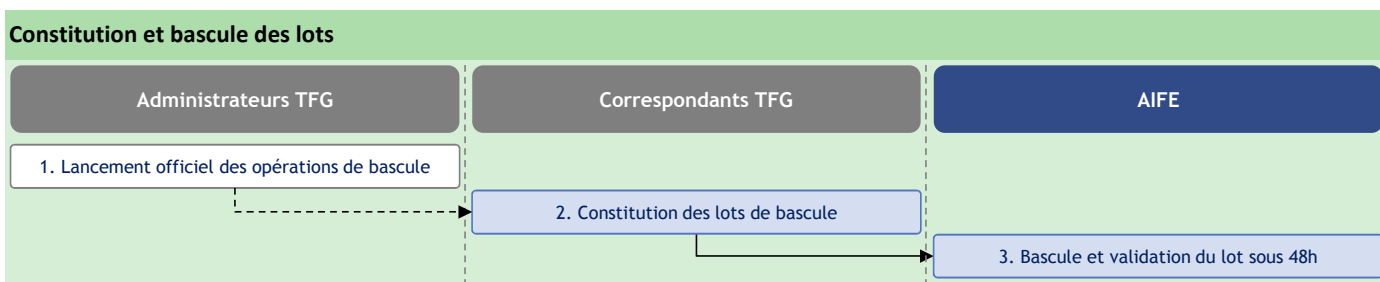 Constitution et bascule des lots
Administrateurs TFG
Correspondants TFG
AIFE
1. Lancement officiel des opérations de bascule
2. Constitution des lots de bascule
3. Bascule et validation du lot sous 48h